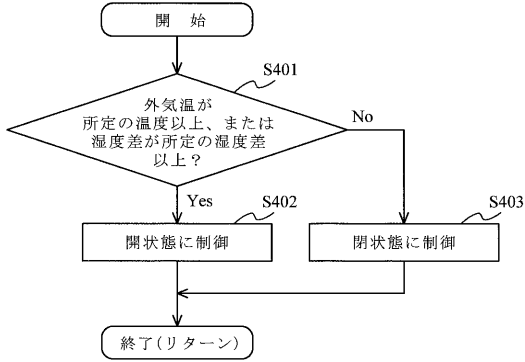 開 始
S401
外気温が
所定の温度以上、または
湿度差が所定の湿度差
以上？
No
Yes
S402
開状態に制御
S403
閉状態に制御
終了(リターン)